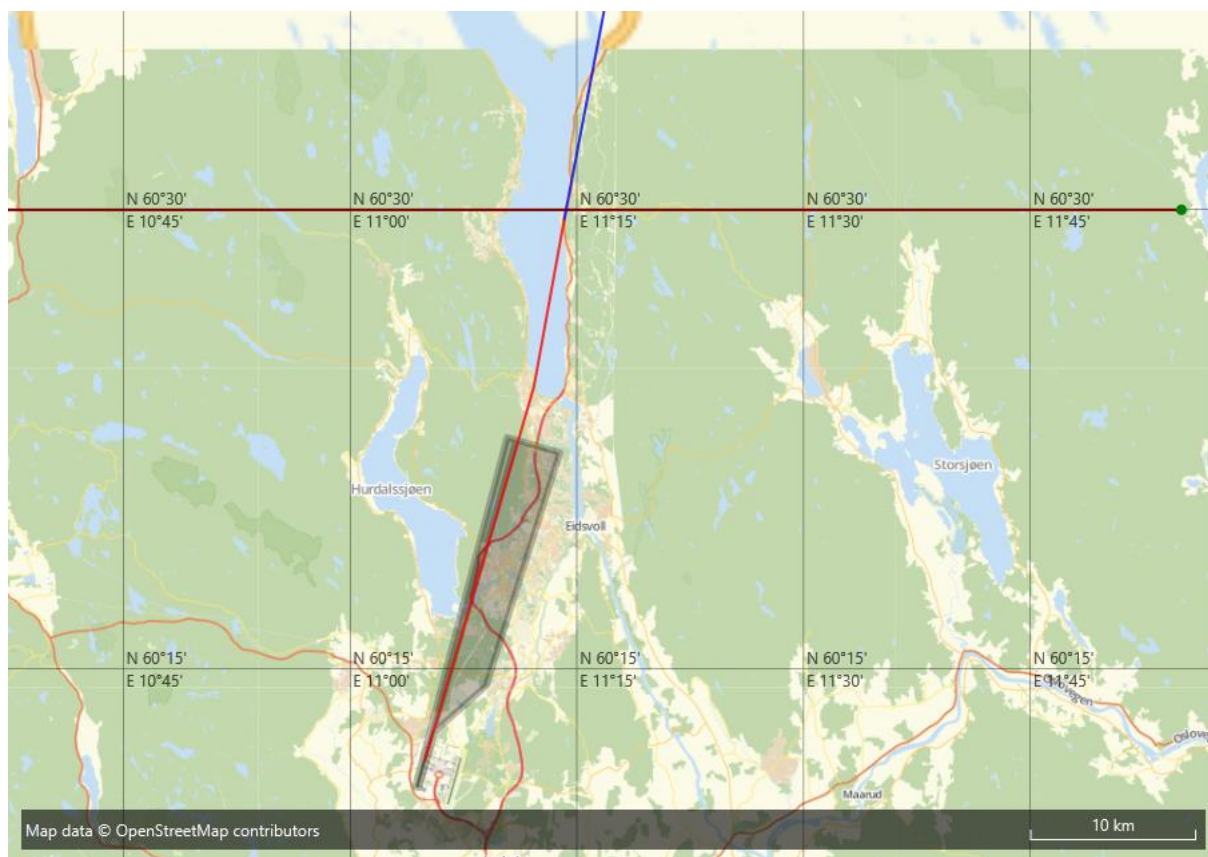 N 60°30' N 60°30' N 60°30' N 60°30' N 60°30'
E 10°45' E 11°00' E 11°15' E 11°30' E 11°45'
Storsjøen
Hurdalssjøen
Eidsvoll
N 60°15' N 60°15' N 60°15' N 60°15' N 60°15'
E 10°45' E 11°00' E 11°15' E 11°30' E 11°45'
Maarud
Map data © OpenStreetMap contributors
10 km